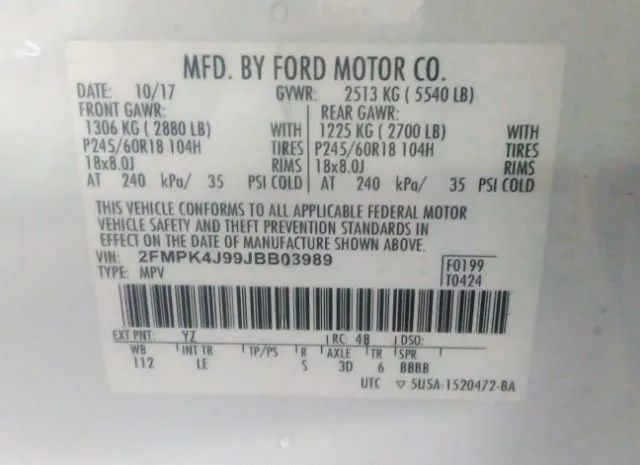 MFD. BY FORD MOTOR CO.
DATE: 10/17 GVWR: 2513 KG ( 5540 LB)
FRONT GAWR: REAR GAWR:
1306 KG ( 2880 LB) WITH 1225 KG ( 2700 LB) WITH
P245/60R18 104H TIRES P245/60R18 104H TIRES
18x8.0J RIMS 18x8.0J RIMS
AT 240 kPa/ 35 PSI COLD AT 240 kPa/ 35 PSI COLD
THIS VEHICLE CONFORMS TO ALL APPLICABLE FEDERAL MOTOR
VEHICLE SAFETY AND THEFT PREVENTION STANDARDS IN
EFFECT ON THE DATE OF MANUFACTURE SHOWN ABOVE.
VIN: 2FMPK4J99JBB03989 F0199
TYPE: MPV T0424
EXT PNT: YZ RC: 48 DSO:
WB INT TR TP/PS R AXLE TR SPR
112 LE S 3D 6 BBBB
UTC ▽ 5U5A-1520472-BA